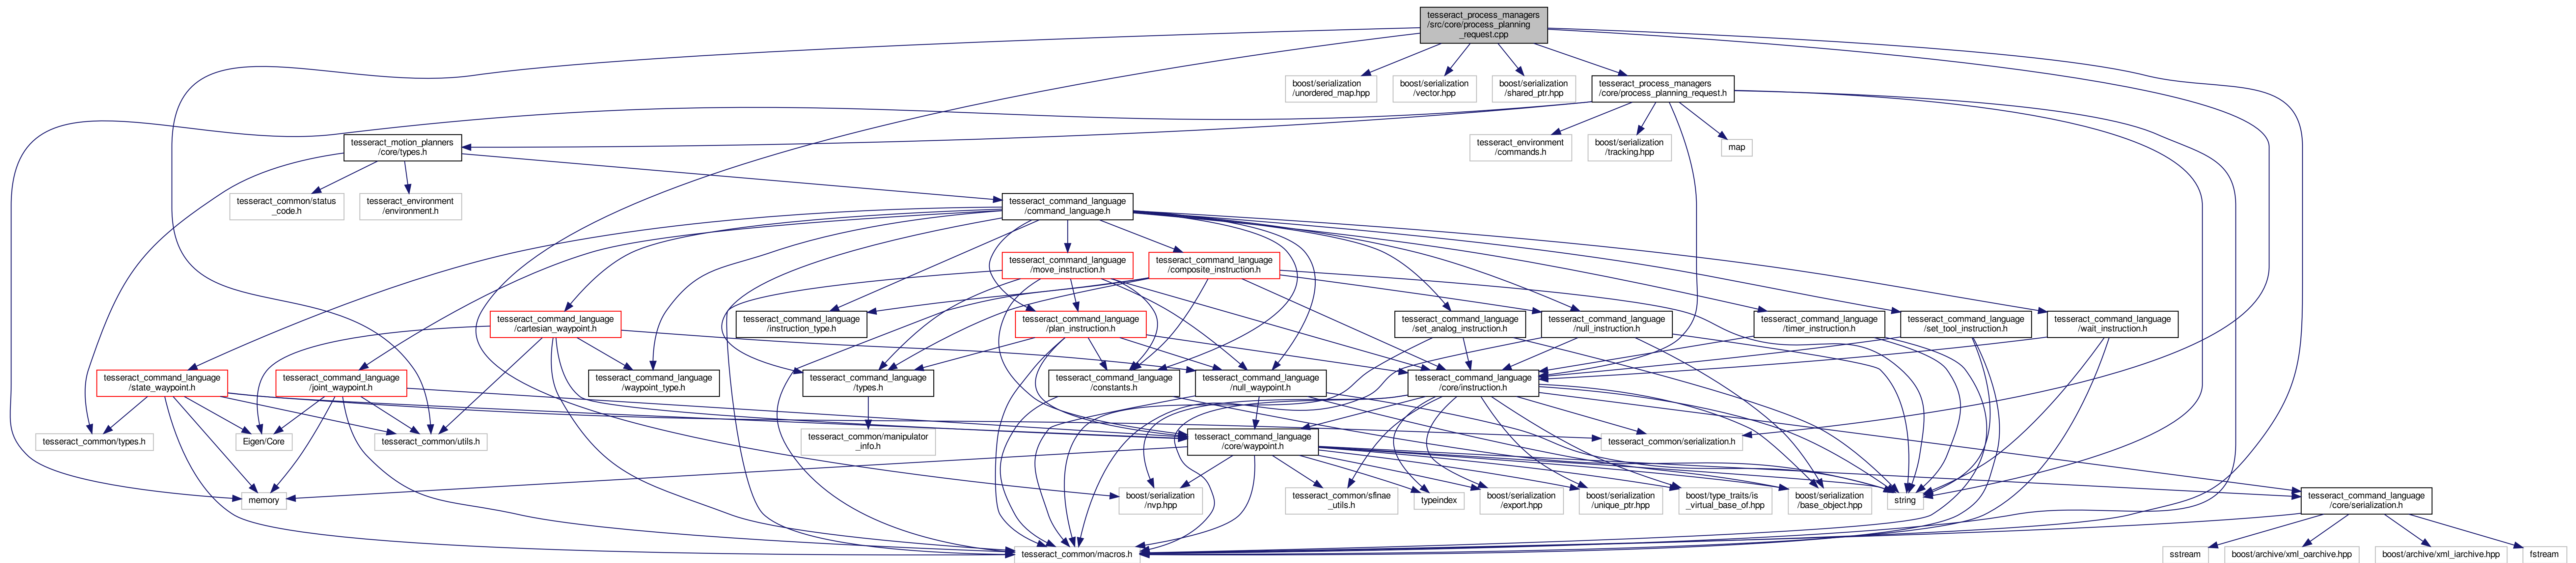 tesseract_process_managers
/src/core/process_planning
_request.cpp
boost/serialization
/unordered_map.hpp
boost/serialization
/vector.hpp
boost/serialization
/shared_ptr.hpp
tesseract_process_managers
/core/process_planning_request.h
tesseract_motion_planners
/core/types.h
tesseract_environment
/commands.h
boost/serialization
/tracking.hpp
map
tesseract_common/status
_code.h
tesseract_environment
/environment.h
tesseract_command_language
/command_language.h
tesseract_command_language
/move_instruction.h
tesseract_command_language
/composite_instruction.h
tesseract_command_language
/cartesian_waypoint.h
tesseract_command_language
/instruction_type.h
tesseract_command_language
/plan_instruction.h
tesseract_command_language
/set_analog_instruction.h
tesseract_command_language
/null_instruction.h
tesseract_command_language
/timer_instruction.h
tesseract_command_language
/set_tool_instruction.h
tesseract_command_language
/wait_instruction.h
tesseract_command_language
/state_waypoint.h
tesseract_command_language
/joint_waypoint.h
tesseract_command_language
/waypoint_type.h
tesseract_command_language
/types.h
tesseract_command_language
/constants.h
tesseract_command_language
/null_waypoint.h
tesseract_command_language
/core/instruction.h
tesseract_common/types.h
Eigen/Core
tesseract_common/utils.h
tesseract_common/manipulator
_info.h
tesseract_command_language
/core/waypoint.h
tesseract_common/serialization.h
memory
boost/serialization
/nvp.hpp
tesseract_common/sfinae
_utils.h
typeindex
boost/serialization
/export.hpp
boost/serialization
/unique_ptr.hpp
boost/type_traits/is
_virtual_base_of.hpp
boost/serialization
/base_object.hpp
string
tesseract_command_language
/core/serialization.h
tesseract_common/macros.h
sstream
boost/archive/xml_oarchive.hpp
boost/archive/xml_iarchive.hpp
fstream